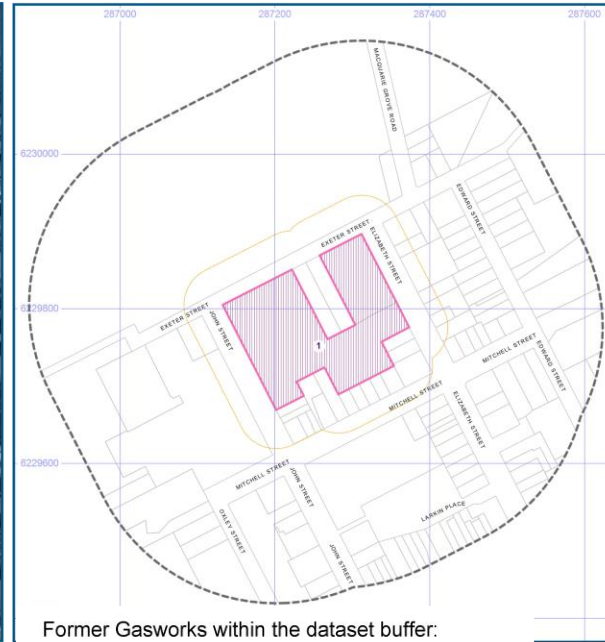 287000
287200
287400
287600
MACQUARIE GROVE ROAD
6230000
EDWARD STREET
EXETER STREET
ELIZABETH STREET
6229800
EXETER STREET
JOHN STREET
1
MITCHELL STREET
EDWARD STREET
MITCHELL STREET
ELIZABETH STREET
6229600
MITCHELL STREET
JOHN STREET
LARKIN PLACE
OXLEY STREET
JOHN STREET
Former Gasworks within the dataset buffer: